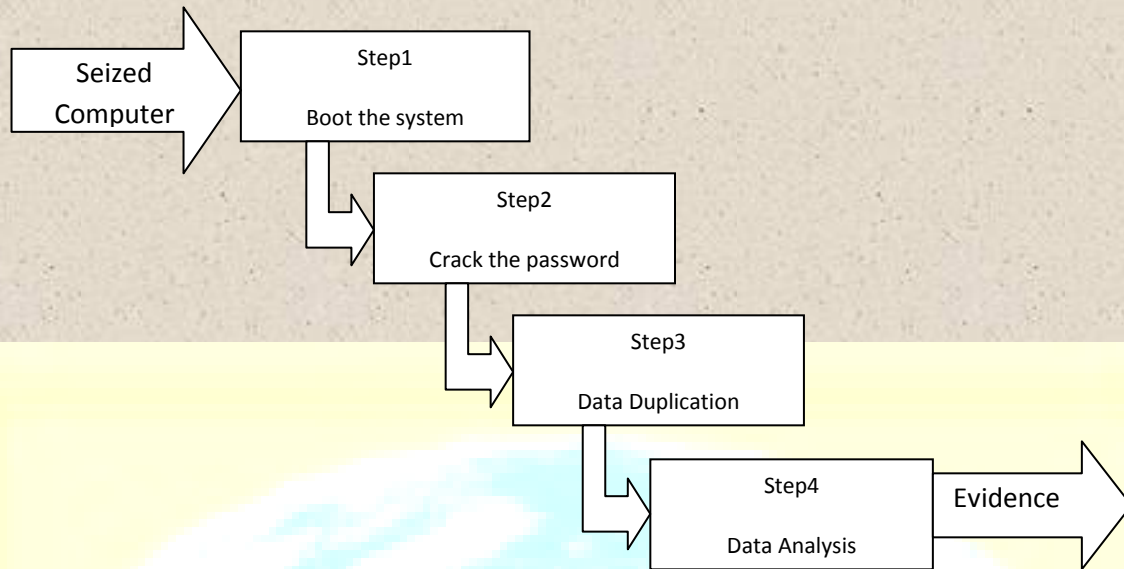 Seized
Computer
Step1
Boot the system
Step2
Crack the password
Step3
Data Duplication
Step4
Data Analysis
Evidence